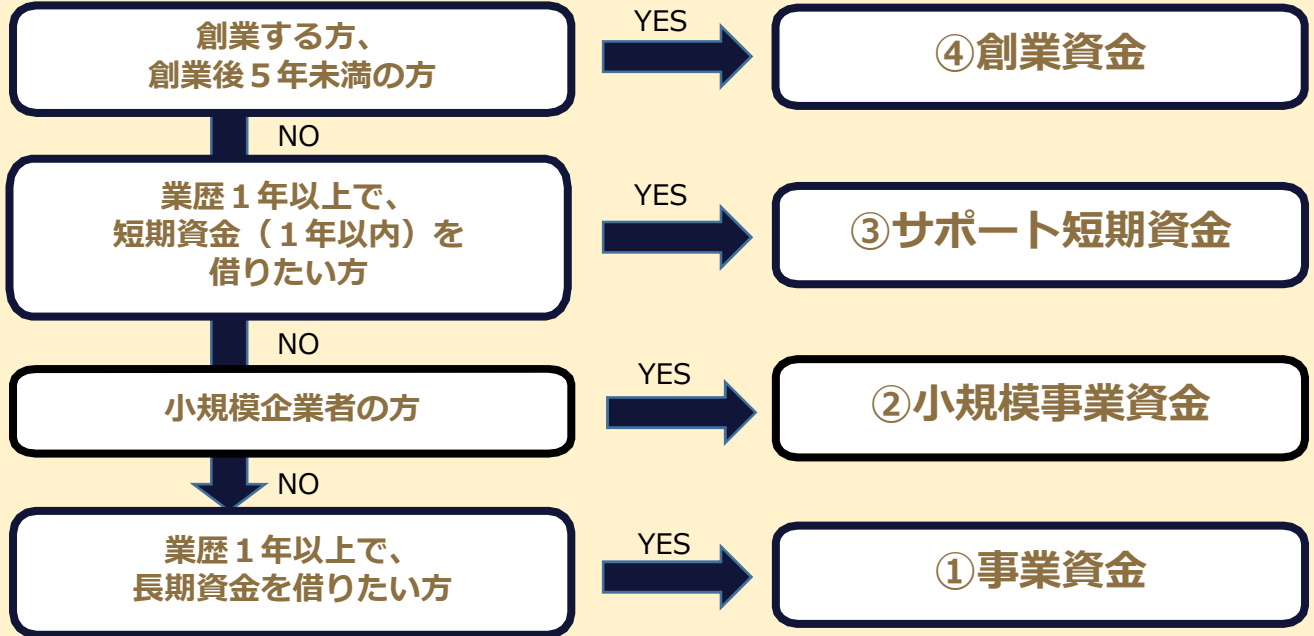 創業する方、
創業後５年未満の方
YES
④創業資金
NO
業歴１年以上で、
短期資金（１年以内）を
借りたい方
YES
③サポート短期資金
NO
小規模企業者の方
YES
②小規模事業資金
NO
業歴１年以上で、
長期資金を借りたい方
YES
①事業資金